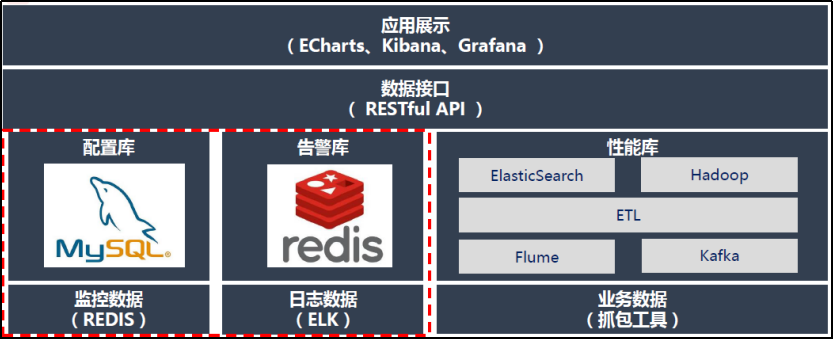 应用展示
（ECharts、Kibana、Grafana ）
数据接口
（ RESTful API ）
配置库
告警库
性能库
MySQL®
redis
ElasticSearch
Hadoop
ETL
Flume
Kafka
监控数据
（REDIS）
日志数据
（ELK）
业务数据
（抓包工具）